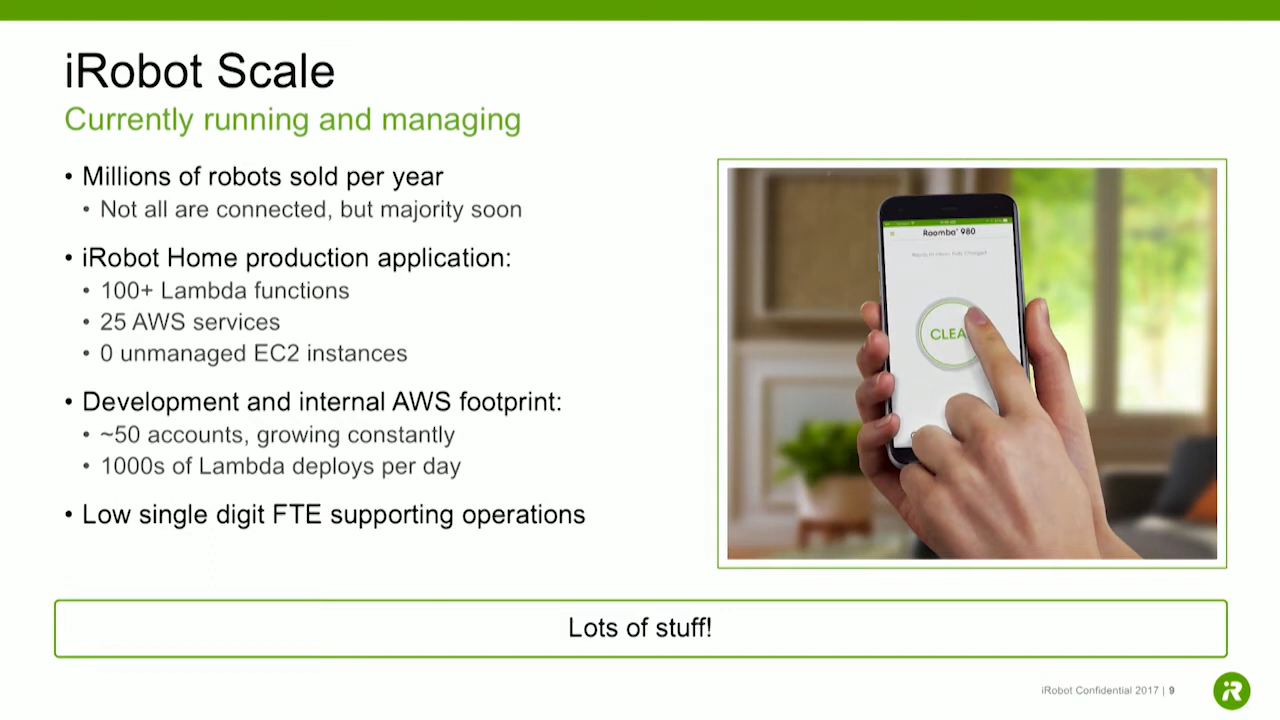 iRobot Scale
Currently running and managing
• Millions of robots sold per year
• Not all are connected, but majority soon
• iRobot Home production application:
• 100+ Lambda functions
• 25 AWS services
• 0 unmanaged EC2 instances
• Development and internal AWS footprint:
• ~50 accounts, growing constantly
• 1000s of Lambda deploys per day
• Low single digit FTE supporting operations
Roomba® 980
CLEA
Lots of stuff!
iRobot Confidential 2017 | 9
iR